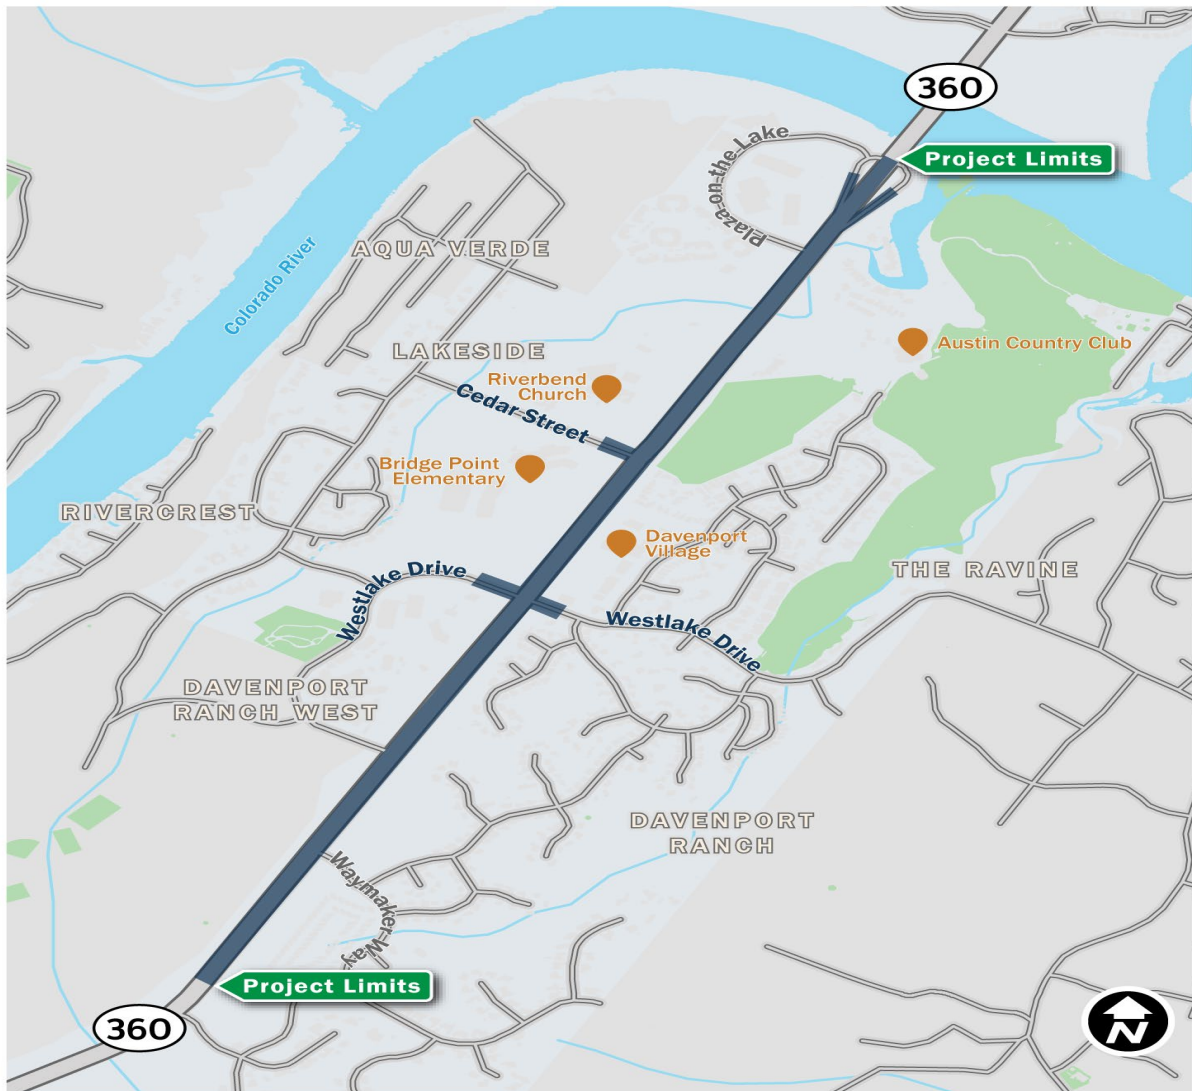 360
Project Limits
Plaza on the Lake
AQUA VERDE
Colorado River
Austin Country Club
LAKESIDE
Riverbend
Church
Cedar Street
Bridge Point
Elementary
RIVERCREST
Davenport
Village
THE RAVINE
Westlake Drive
Westlake Drive
DAVENPORT
RANCH WEST
DAVENPORT
RANCH
Waymaker Way
Project Limits
360
N